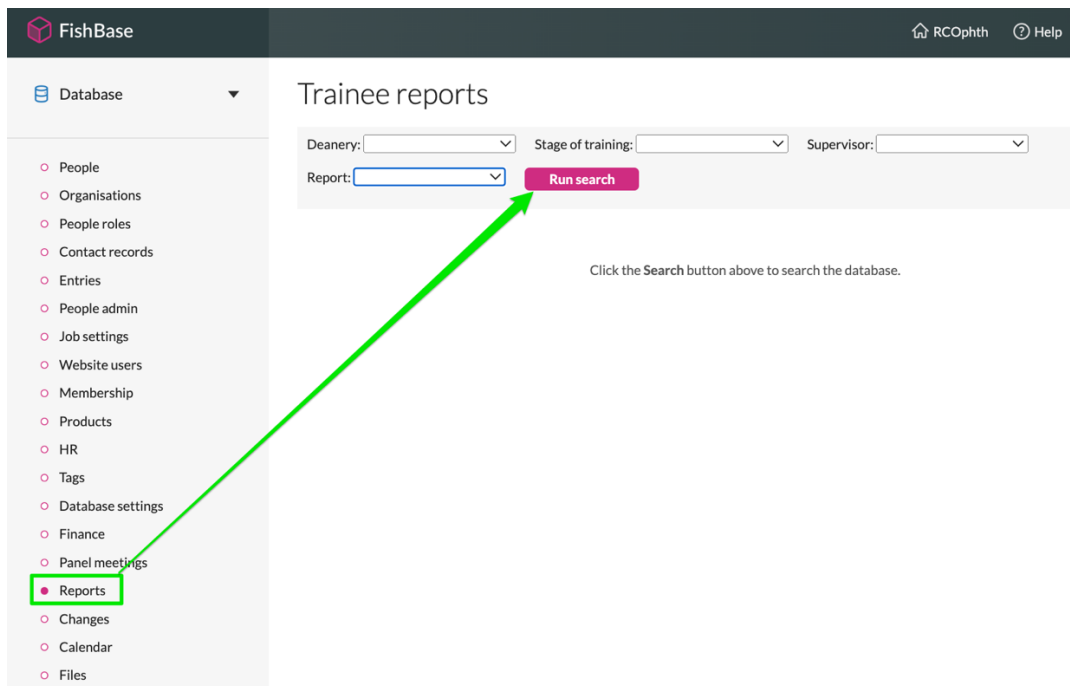 FishBase
RCOphth
Help
Database
Trainee reports
Deanery:
Stage of training:
Supervisor:
Report:
Run search
Click the Search button above to search the database.
People
Organisations
People roles
Contact records
Entries
People admin
Job settings
Website users
Membership
Products
HR
Tags
Database settings
Finance
Panel meetings
Reports
Changes
Calendar
Files